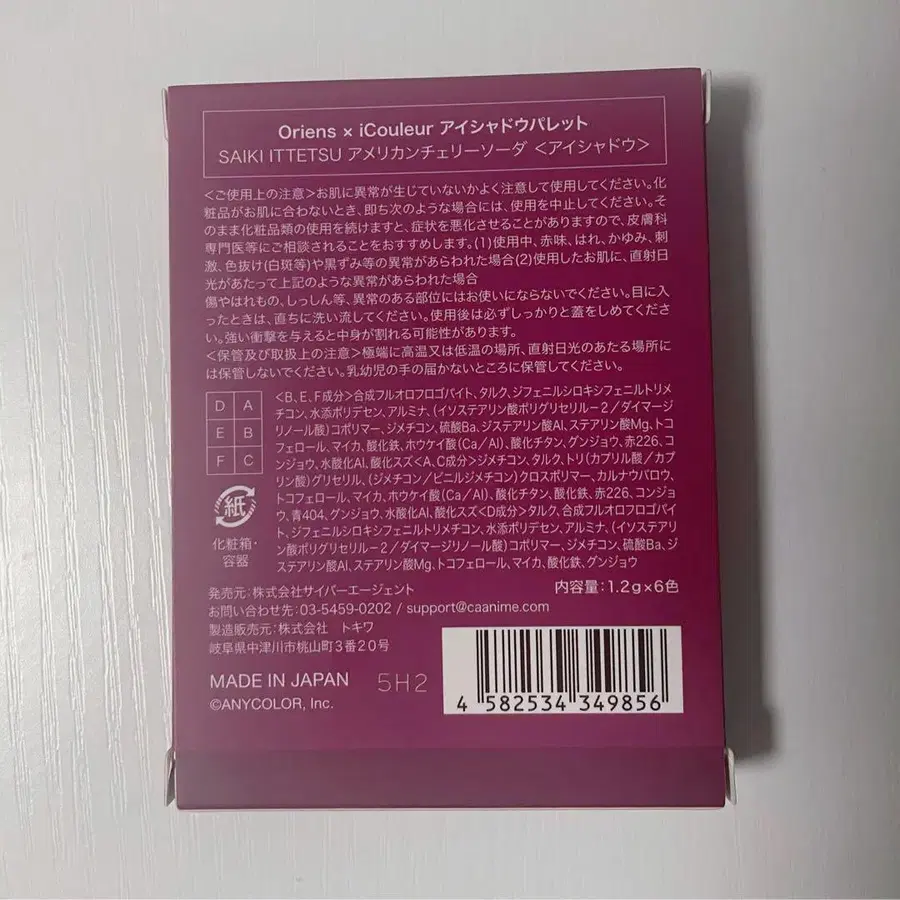 Oriens × iCouleur アイシャドウパレット
SAIKI ITTETSU アメリカンチェリーソーダ <アイシャドウ>
<ご使用上の注意>お肌に異常が生じていないかよく注意して使用してください。化
粧品がお肌に合わないとき、即ち次のような場合には、使用を中止してください。そ
のまま化粧品類の使用を続けますと、症状を悪化させることがありますので、皮膚科
専門医等にご相談されることをおすすめします。(1)使用中、赤味、はれ、かゆみ、刺
激、色抜け(白斑等)や黒ずみ等の異常があらわれた場合(2)使用したお肌に、直射日
光があたって上記のような異常があらわれた場合
傷やはれもの、しっしん等、異常のある部位にはお使いにならないでください。目に入
ったときは、直ちに洗い流してください。使用後は必ずしっかりと蓋をしめてくださ
い。強い衝撃を与えると中身が割れる可能性があります。
<保管及び取扱上の注意>極端に高温又は低温の場所、直射日光のあたる場所に
は保管しないでください。乳幼児の手の届かないところに保管してください。
D A
E B
F C
<B、E、F成分>合成フルオロフロゴパイト、タルク、ジフェニルシロキシフェニルトリメ
チコン、水添ポリデセン、アルミナ、(イソステアリン酸ポリグリセリル-2/ダイマージ
リノール酸)コポリマー、ジメチコン、硫酸Ba、ジステアリン酸Al、ステアリン酸Mg、ト
コフェロール、マイカ、酸化鉄、ホウケイ酸(Ca/Al)、酸化チタン、グンジョウ、赤226、コ
ンジョウ、水酸化Al、酸化スズ<A、C成分>ジメチコン、タルク、トリ(カプリル酸/カプ
リン酸)グリセリル、(ジメチコン/ビニルジメチコン)クロスポリマー、カルナウバロウ、
トコフェロール、マイカ、ホウケイ酸(Ca/Al)、酸化チタン、酸化鉄、赤226、コンジョ
ウ、青404、グンジョウ、水酸化Al、酸化スズ<D成分>タルク、合成フルオロフロゴパイ
ト、ジフェニルシロキシフェニルトリメチコン、水添ポリデセン、アルミナ、(イソステアリ
ン酸ポリグリセリル-2/ダイマージリノール酸)コポリマー、ジメチコン、硫酸Ba、ジ
ステアリン酸Al、ステアリン酸Mg、トコフェロール、マイカ、酸化鉄、グンジョウ
紙
化粧箱・
容器
発売元:株式会社サイバーエージェント
内容量:1.2g×6色
お問い合わせ先:03-5459-0202 / support@caanime.com
製造販売元:株式会社 トキワ
岐阜県中津川市桃山町3番20号
MADE IN JAPAN
5H2
©ANYCOLOR, Inc.
4 582534 349856